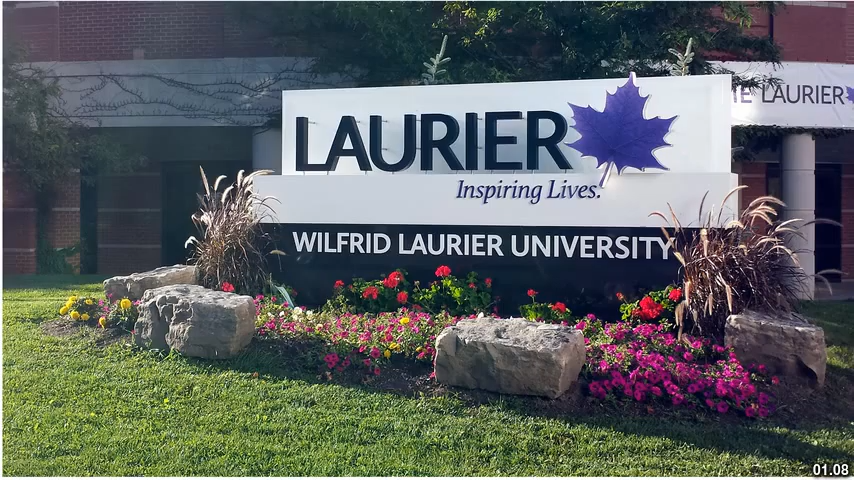 LAURIER
Inspiring Lives.
WILFRID LAURIER UNIVERSITY
LAURIER
01.08